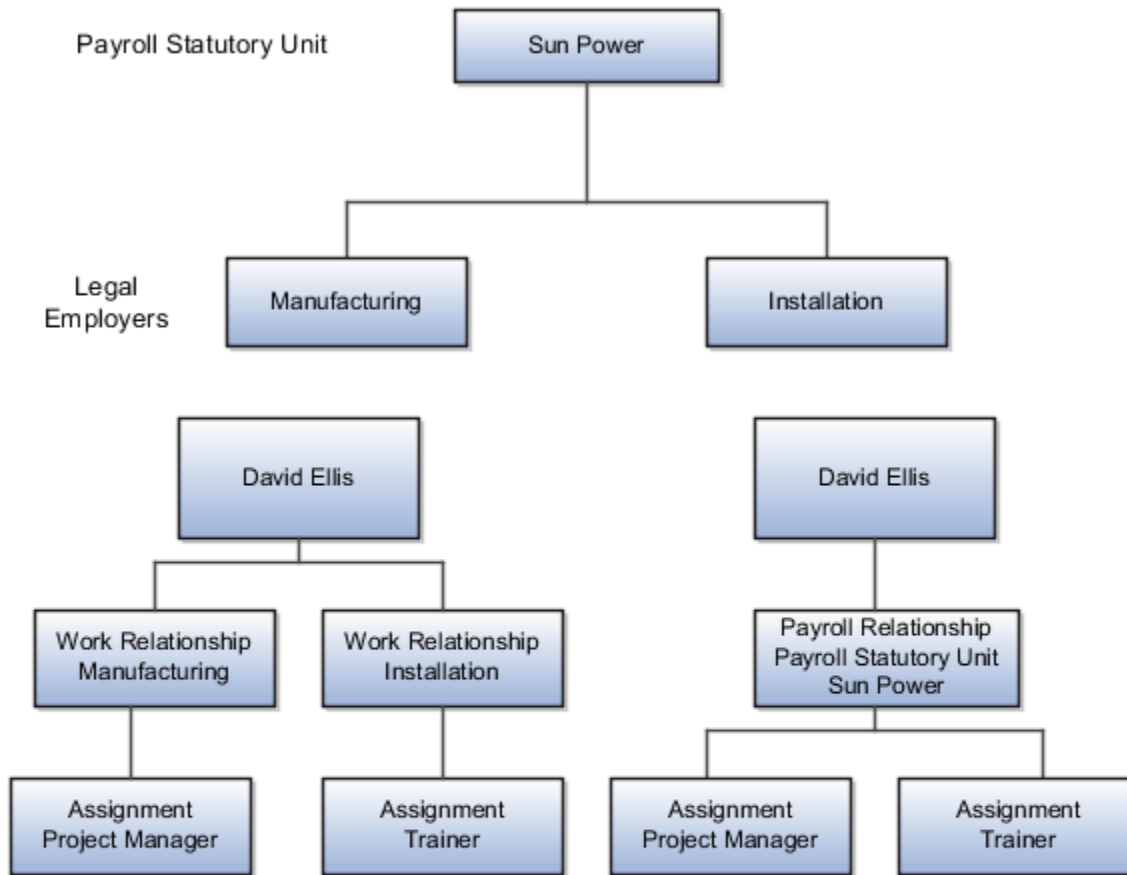 Payroll Statutory Unit
Sun Power
Legal
Employers
Manufacturing
Installation
David Ellis
David Ellis
Work Relationship
Manufacturing
Work Relationship
Installation
Payroll Relationship
Payroll Statutory Unit
Sun Power
Assignment
Project Manager
Assignment
Trainer
Assignment
Project Manager
Assignment
Trainer